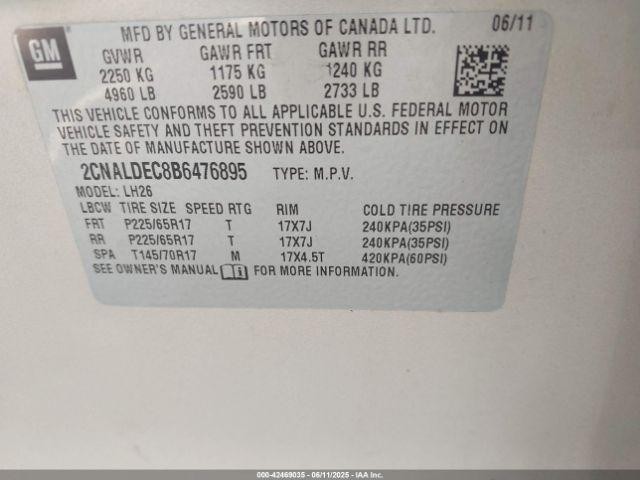 GM
MFD BY GENERAL MOTORS OF CANADA LTD. 06/11
GVWR GAWR FRT GAWR RR
2250 KG 1175 KG 1240 KG
4960 LB 2590 LB 2733 LB
THIS VEHICLE CONFORMS TO ALL APPLICABLE U.S. FEDERAL MOTOR
VEHICLE SAFETY AND THEFT PREVENTION STANDARDS IN EFFECT ON
THE DATE OF MANUFACTURE SHOWN ABOVE.
2CNALDEC8B6476895 TYPE: M.P.V.
MODEL: LH26
LBCW TIRE SIZE SPEED RTG RIM COLD TIRE PRESSURE
FRT P225/65R17 T 17X7J 240KPA(35PSI)
RR P225/65R17 T 17X7J 240KPA(35PSI)
SPA T145/70R17 M 17X4.5T 420KPA(60PSI)
SEE OWNER'S MANUAL FOR MORE INFORMATION.
000-42469035 - 06/11/2025 - IAAI.com